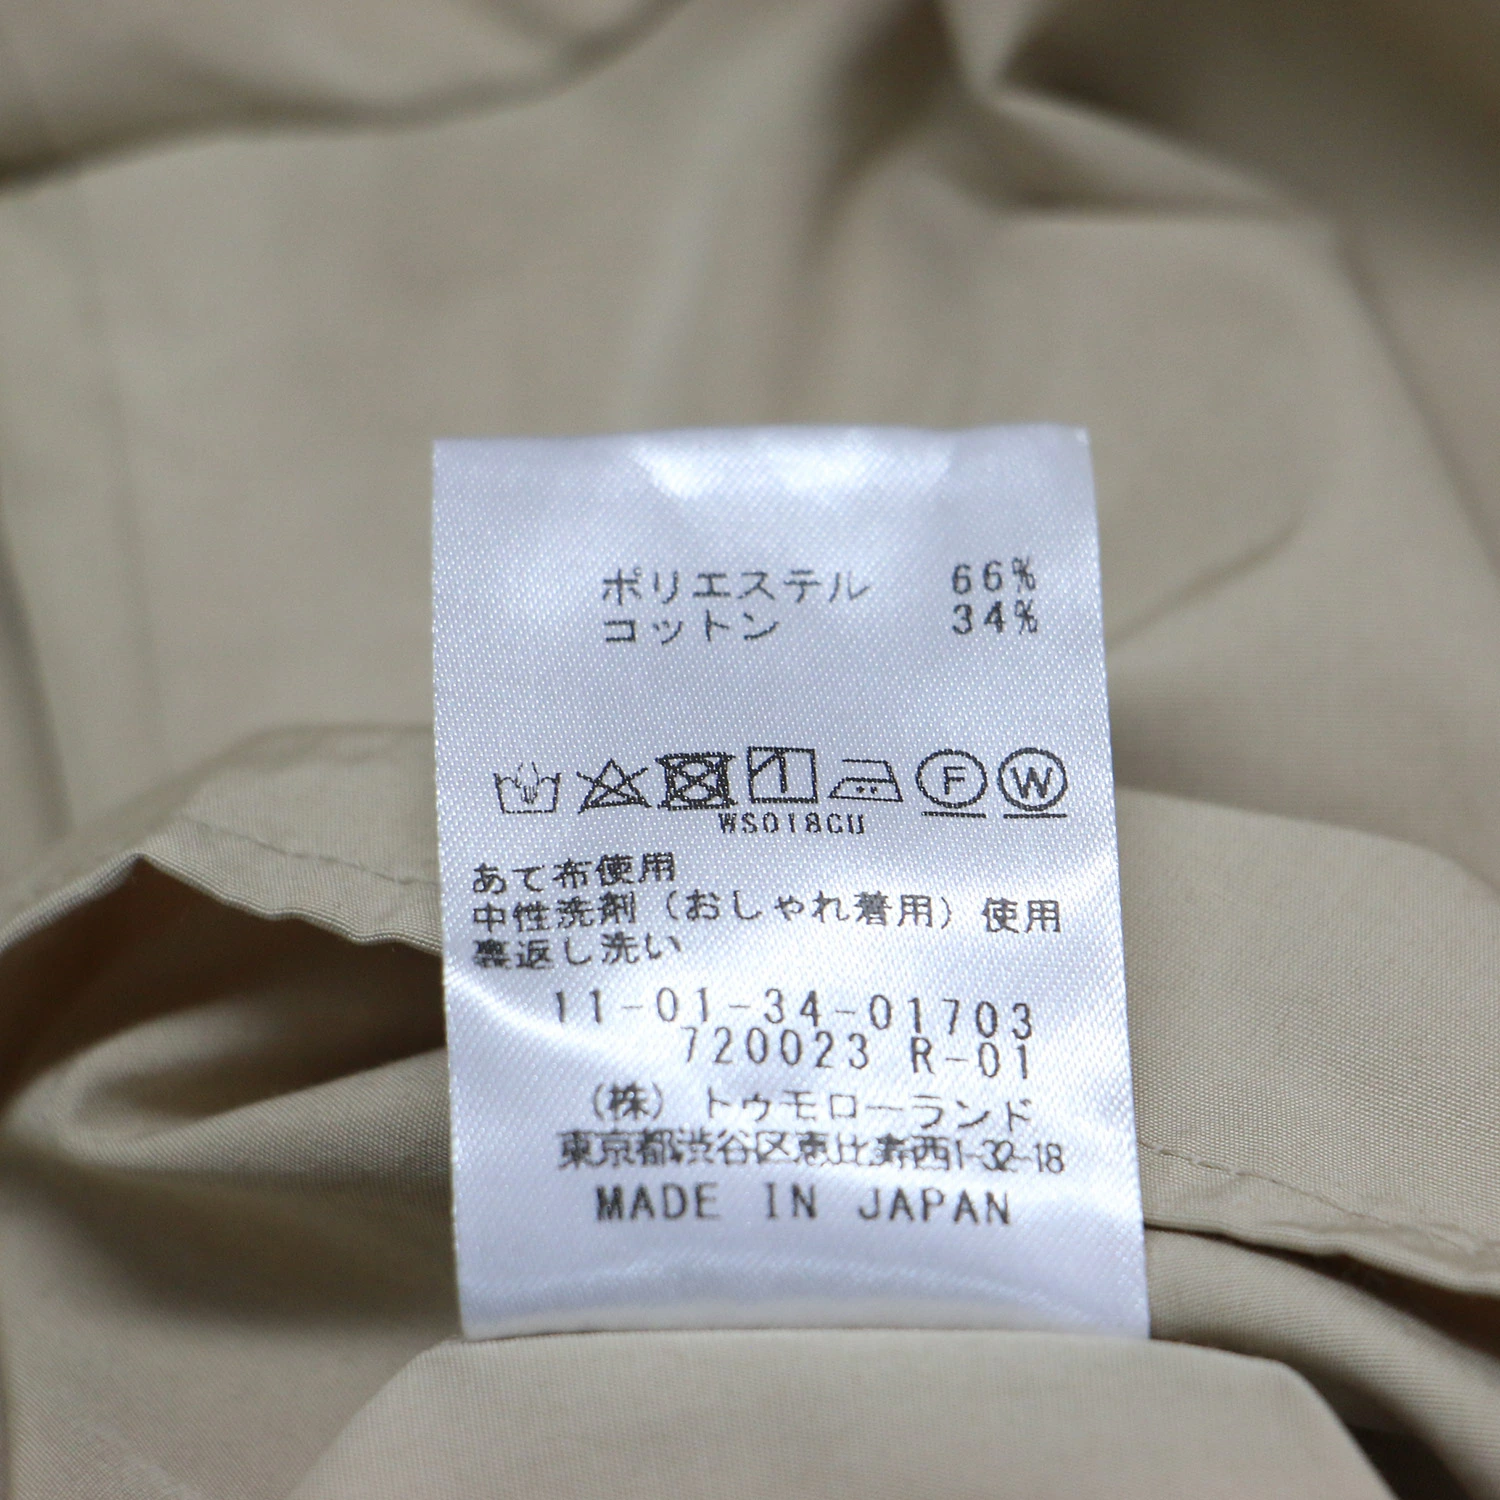 ポリエステル 66%
コットン 34%
F W
WS018CU
あて布使用
中性洗剤（おしゃれ着用）使用
裏返し洗い
11-01-34-01703
720023 R-01
（株）トゥモローランド
東京都渋谷区恵比寿西1-32-18
MADE IN JAPAN